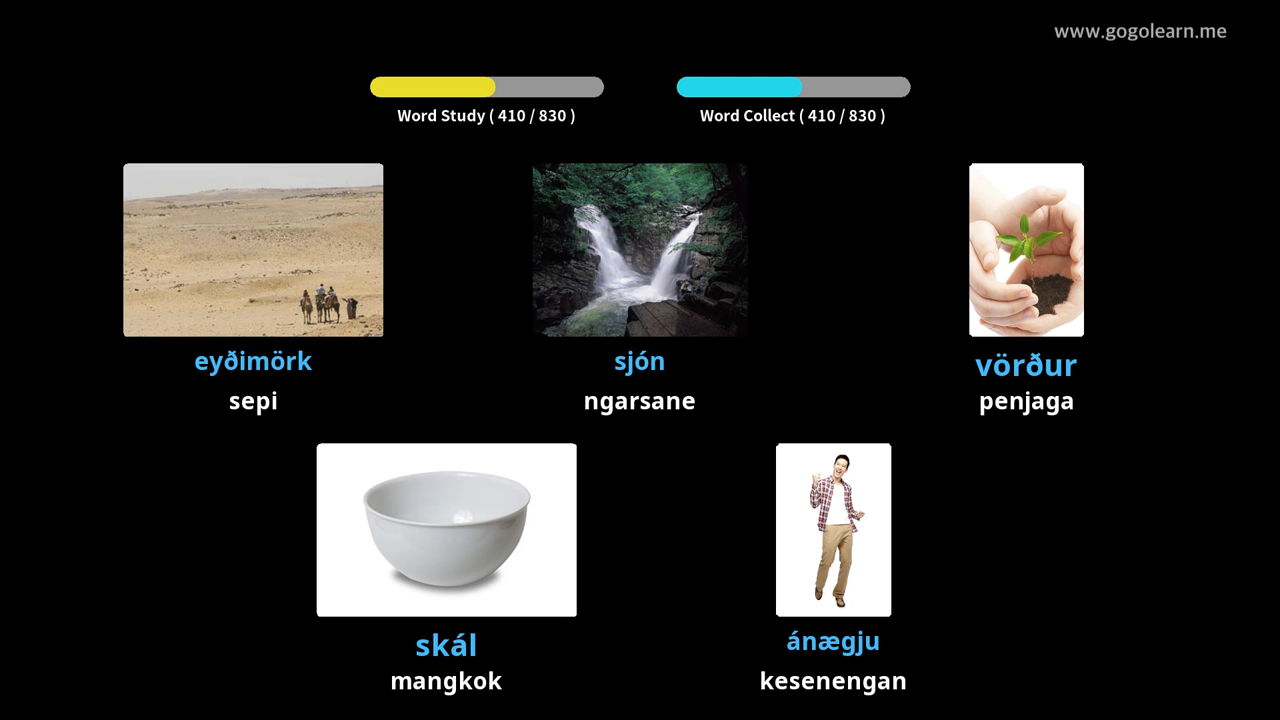 www.gogolearn.me
Word Study ( 410 / 830 )
Word Collect ( 410 / 830 )
eyðimörk
sepi
sjón
ngarsane
vörður
penjaga
skál
mangkok
ánægju
kesenengan